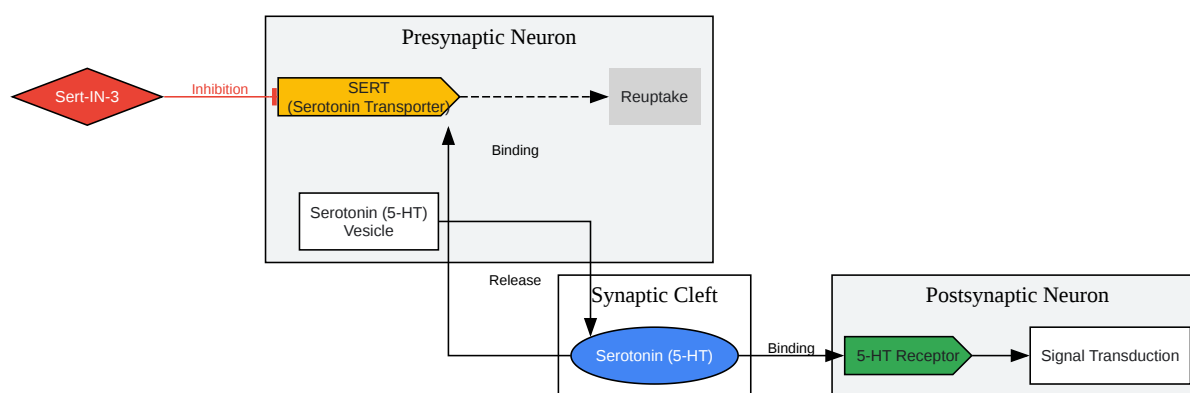 Presynaptic Neuron
Sert-IN-3
Inhibition
SERT
(Serotonin Transporter)
Reuptake
Binding
Serotonin (5-HT)
Vesicle
Release
Synaptic Cleft
Postsynaptic Neuron
Serotonin (5-HT)
Binding
5-HT Receptor
Signal Transduction